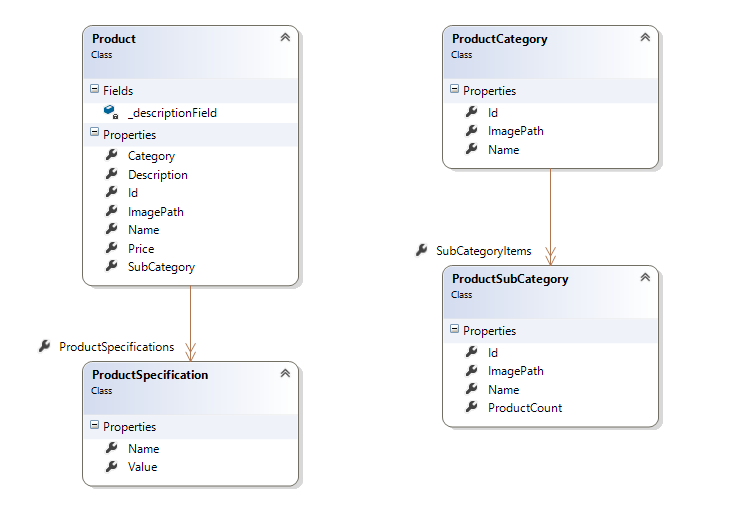 Product
Class
Fields
_descriptionField
Properties
Category
Description
Id
ImagePath
Name
Price
SubCategory
ProductSpecifications
ProductSpecification
Class
Properties
Name
Value
ProductCategory
Class
Properties
Id
ImagePath
Name
SubCategoryItems
ProductSubCategory
Class
Properties
Id
ImagePath
Name
ProductCount